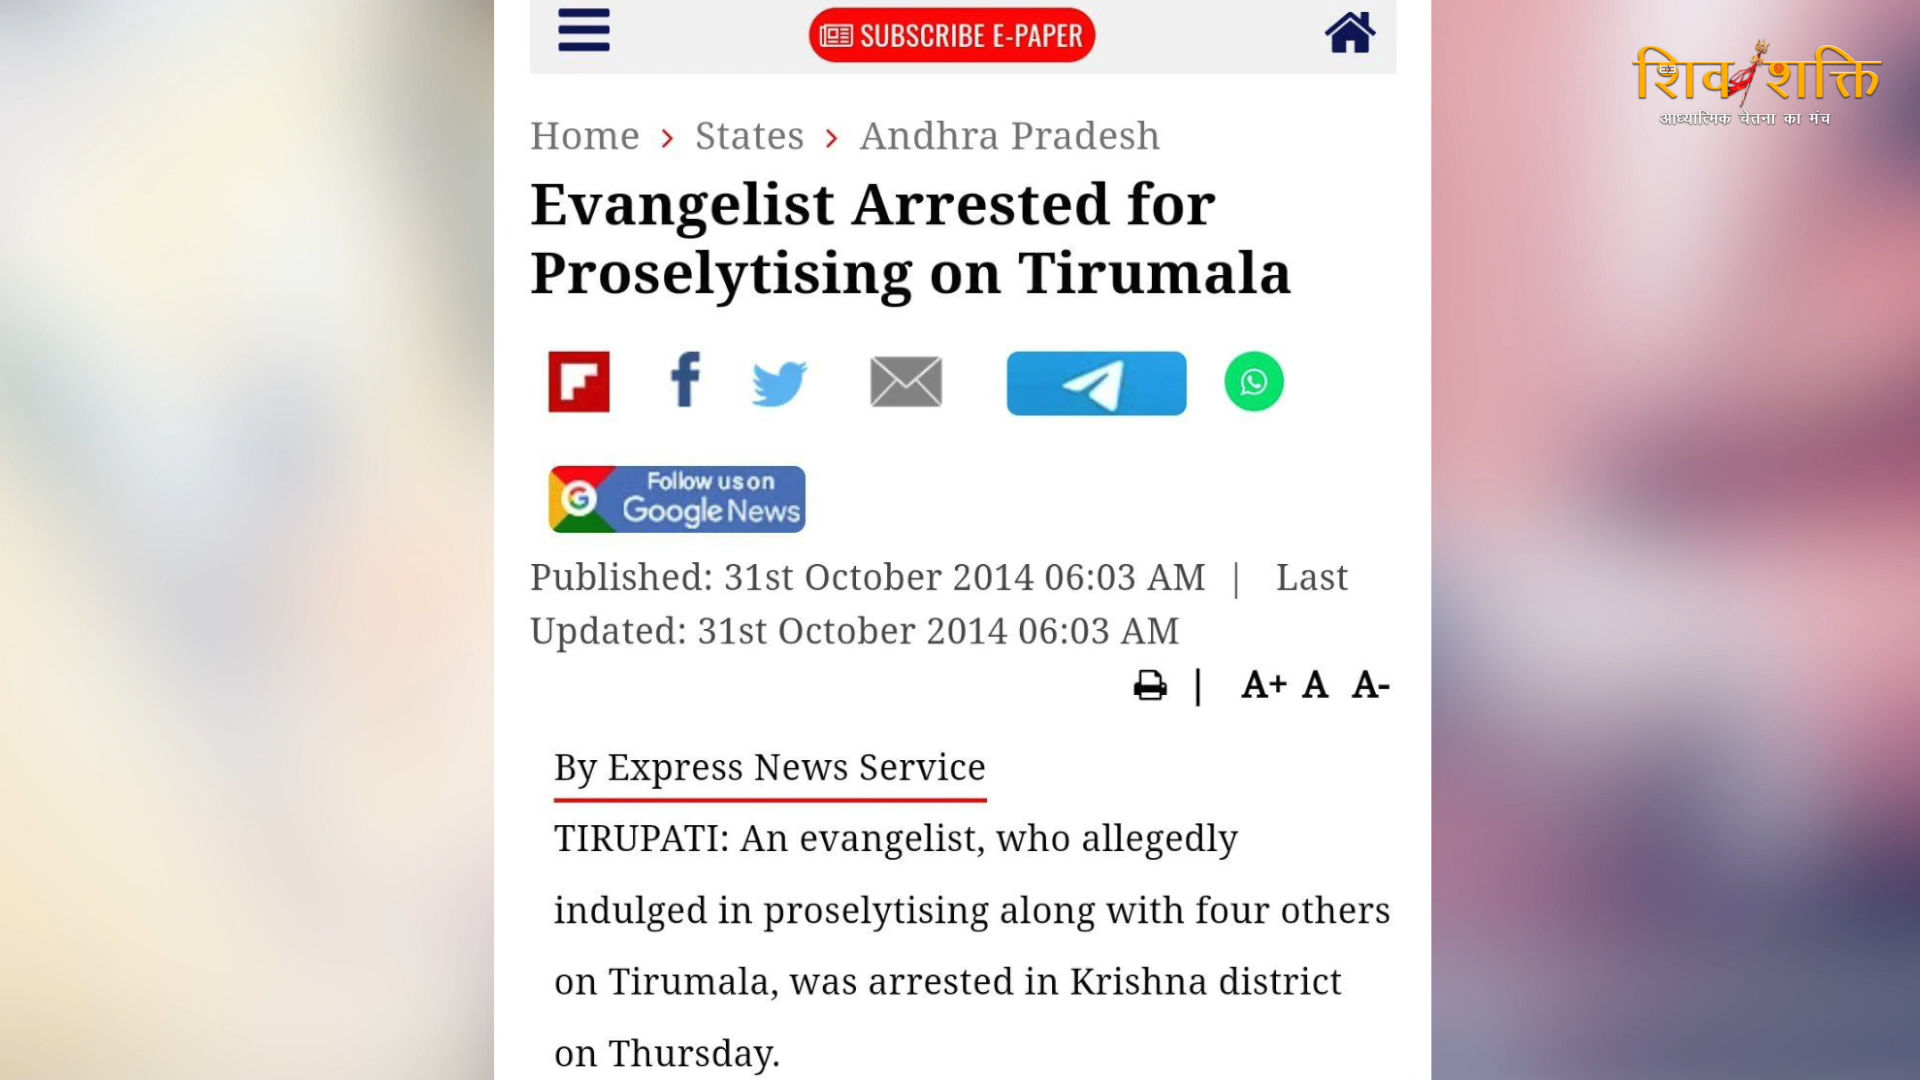 SUBSCRIBE E-PAPER
शिव शक्ति
आध्यात्मिक चेतना का मंच
Home > States > Andhra Pradesh
Evangelist Arrested for
Proselytising on Tirumala
Follow us on
Google News
Published: 31st October 2014 06:03 AM | Last
Updated: 31st October 2014 06:03 AM
| A+ A A-
By Express News Service
TIRUPATI: An evangelist, who allegedly
indulged in proselytising along with four others
on Tirumala, was arrested in Krishna district
on Thursday.